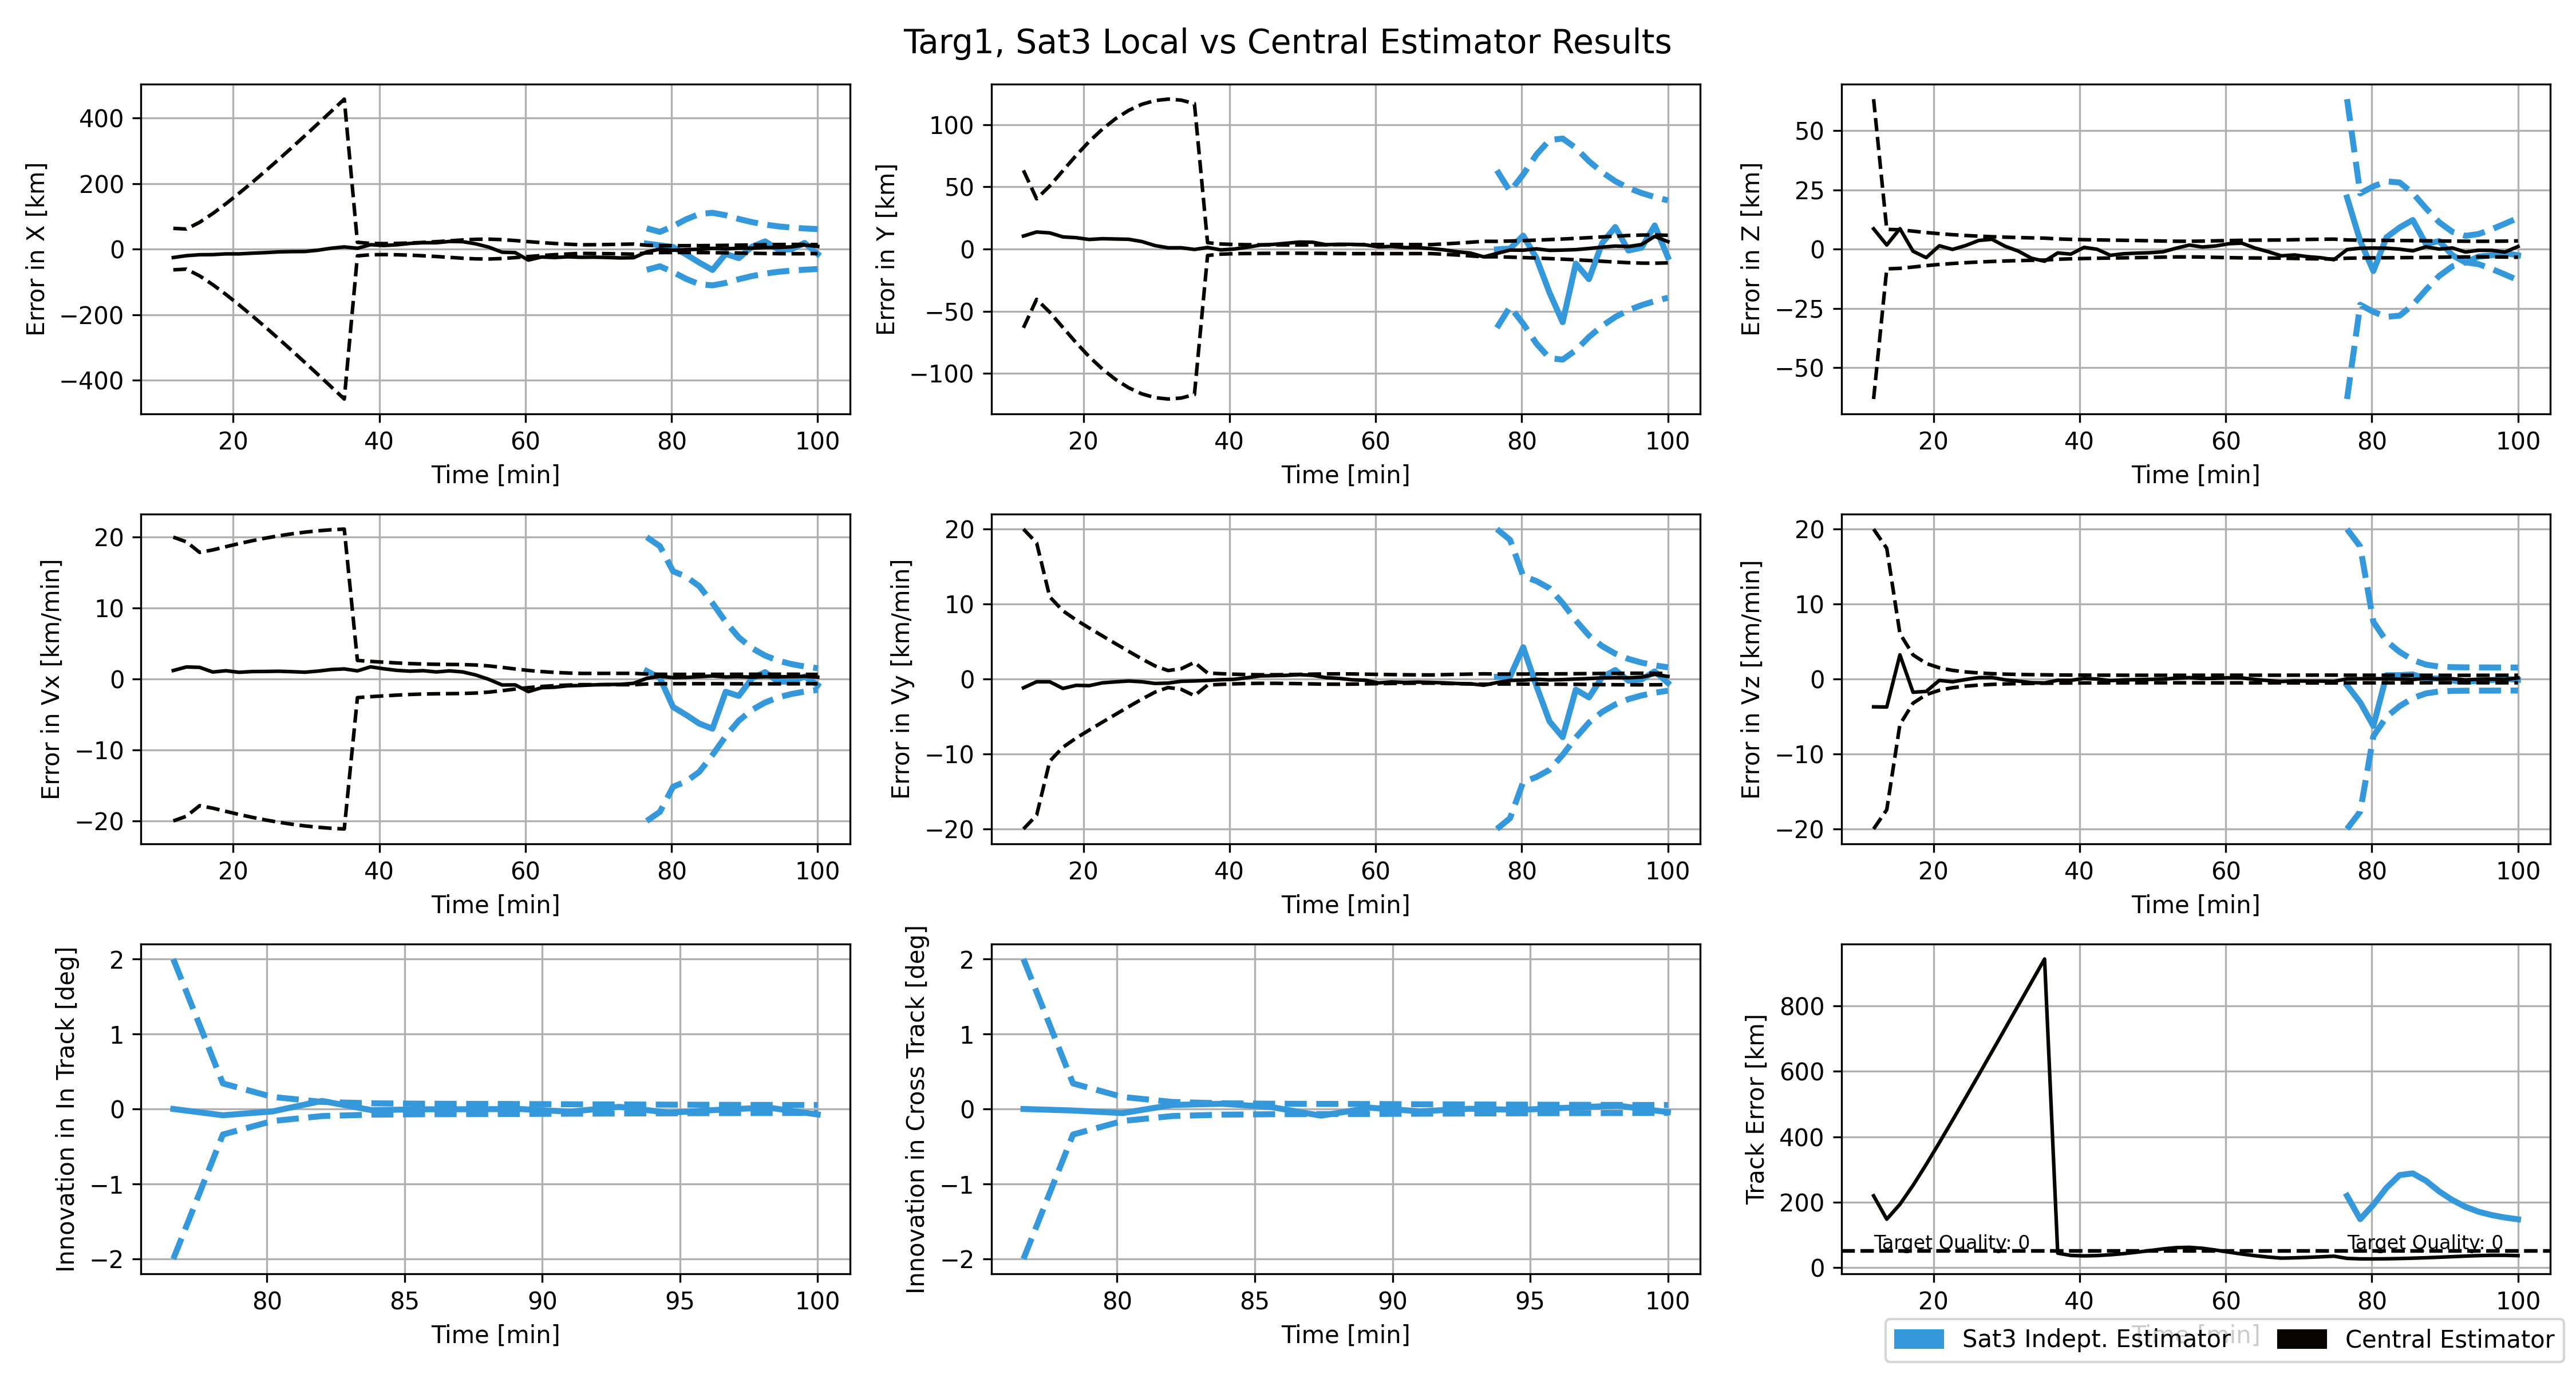 Targ1, Sat3 Local vs Central Estimator Results
Error in X [km]
400
200
0
−200
−400
20 40 60 80 100
Time [min]
Error in Y [km]
100
50
0
−50
−100
20 40 60 80 100
Time [min]
Error in Z [km]
50
25
0
−25
−50
20 40 60 80 100
Time [min]
Error in Vx [km/min]
20
10
0
−10
−20
20 40 60 80 100
Time [min]
Error in Vy [km/min]
20
10
0
−10
−20
20 40 60 80 100
Time [min]
Error in Vz [km/min]
20
10
0
−10
−20
20 40 60 80 100
Time [min]
Innovation in In Track [deg]
2
1
0
−1
−2
80 85 90 95 100
Time [min]
Innovation in Cross Track [deg]
2
1
0
−1
−2
80 85 90 95 100
Time [min]
Track Error [km]
800
600
400
200
0
Target Quality: 0
Target Quality: 0
20 40 60 80 100
Time [min]
Sat3 Indept. Estimator
Central Estimator